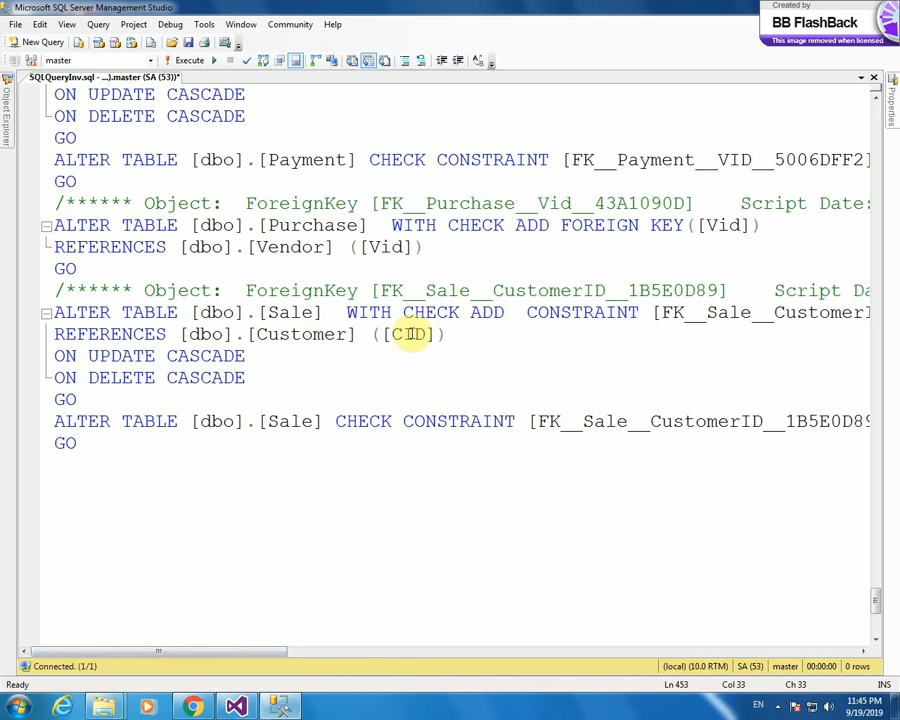 Microsoft SQL Server Management Studio
Created by
BB FlashBack
This image removed when licensed
File Edit View Query Project Debug Tools Window Community Help
New Query
master Execute
SQLQueryInv.sql - ...).master (SA (53))*
Object Explorer
Properties
ON UPDATE CASCADE
ON DELETE CASCADE
GO
ALTER TABLE [dbo].[Payment] CHECK CONSTRAINT [FK__Payment__VID__5006DFF2]
GO
/****** Object: ForeignKey [FK__Purchase__Vid__43A1090D] Script Date:
ALTER TABLE [dbo].[Purchase] WITH CHECK ADD FOREIGN KEY([Vid])
REFERENCES [dbo].[Vendor] ([Vid])
GO
/****** Object: ForeignKey [FK__Sale__CustomerID__1B5E0D89] Script Da
ALTER TABLE [dbo].[Sale] WITH CHECK ADD CONSTRAINT [FK__Sale__CustomerI
REFERENCES [dbo].[Customer] ([CID])
ON UPDATE CASCADE
ON DELETE CASCADE
GO
ALTER TABLE [dbo].[Sale] CHECK CONSTRAINT [FK__Sale__CustomerID__1B5E0D89
GO
Connected. (1/1) (local) (10.0 RTM) SA (53) master 00:00:00 0 rows
Ready Ln 453 Col 33 Ch 33 INS
EN 11:45 PM
9/19/2019